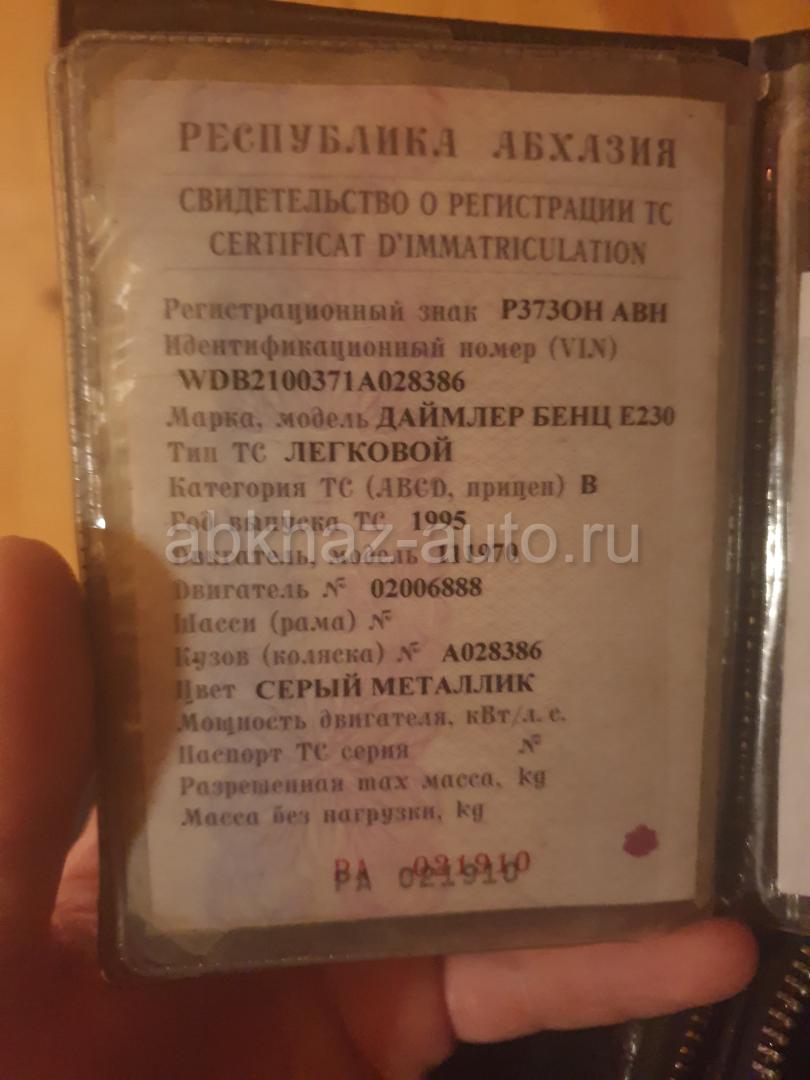 РЕСПУБЛИКА АБХАЗИЯ
СВИДЕТЕЛЬСТВО О РЕГИСТРАЦИИ ТС
CERTIFICAT D'IMMATRICULATION
Регистрационный знак Р373ОН АВН
Идентификационный номер (VIN)
WDB2100371A028386
Марка, модель ДАЙМЛЕР БЕНЦ Е230
Тип ТС ЛЕГКОВОЙ
Категория ТС (ABCD, прицеп) В
Год выпуска ТС 1995
abkhaz-auto.ru
Двигатель, модель 111970
Двигатель № 02006888
Шасси (рама) №
Кузов (коляска) № А028386
Цвет СЕРЫЙ МЕТАЛЛИК
Мощность двигателя, кВт/л. с.
Паспорт ТС серия №
Разрешенная max масса, kg
Масса без нагрузки, kg
РА 021910
РА 021910